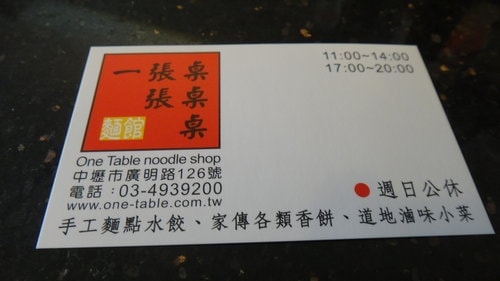 一張桌
張桌
麵館 桌
One Table noodle shop
中壢市廣明路126號
電話：03-4939200
www.one-table.com.tw
11:00~14:00
17:00~20:00
●週日公休
手工麵點水餃、家傳各類香餅、道地滷味小菜